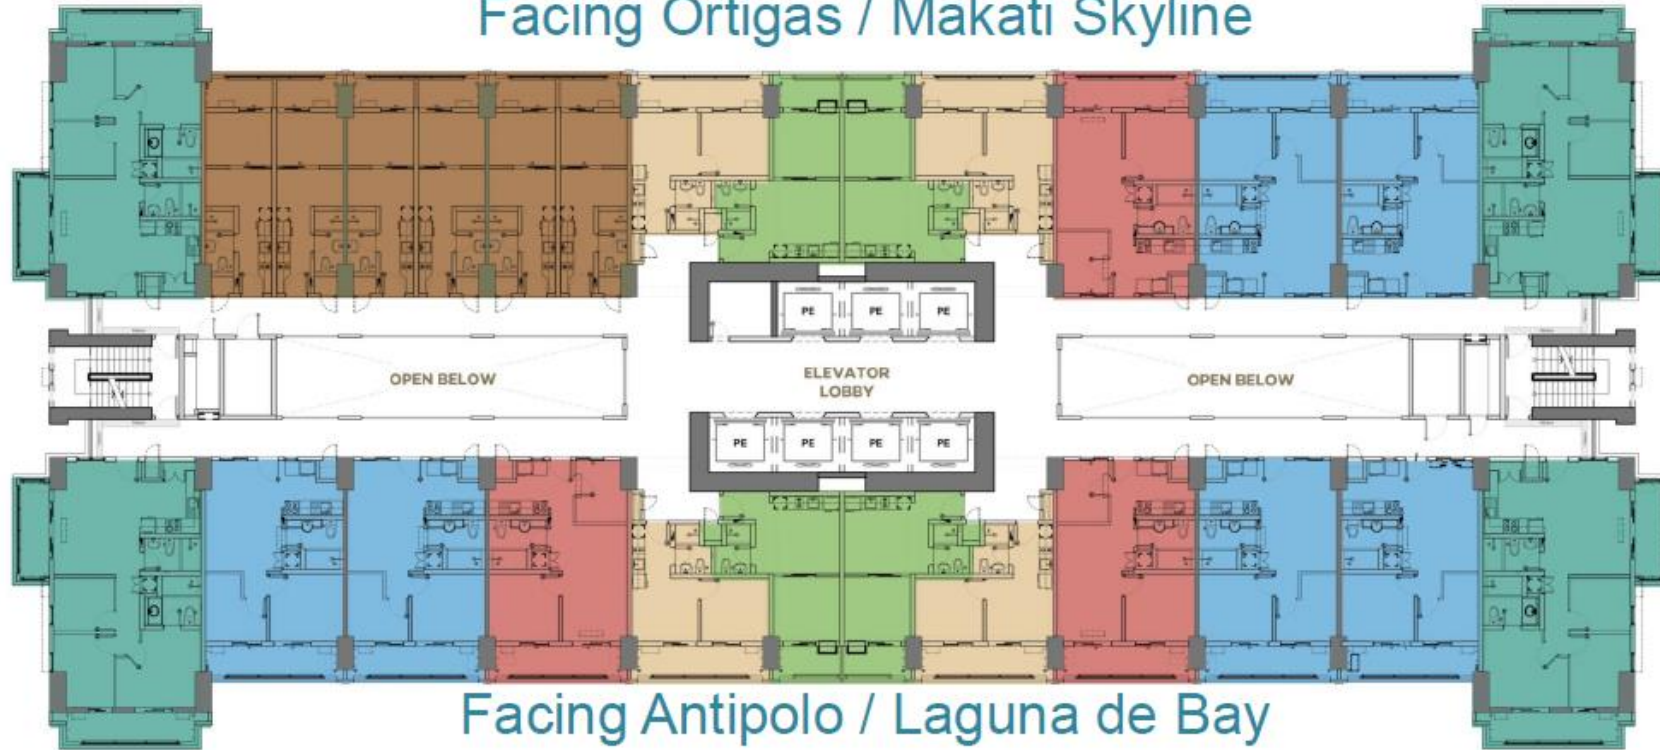 Facing Ortigas / Makati Skyline
PE PE PE
OPEN BELOW
ELEVATOR
LOBBY
OPEN BELOW
PE PE PE PE
Facing Antipolo / Laguna de Bay